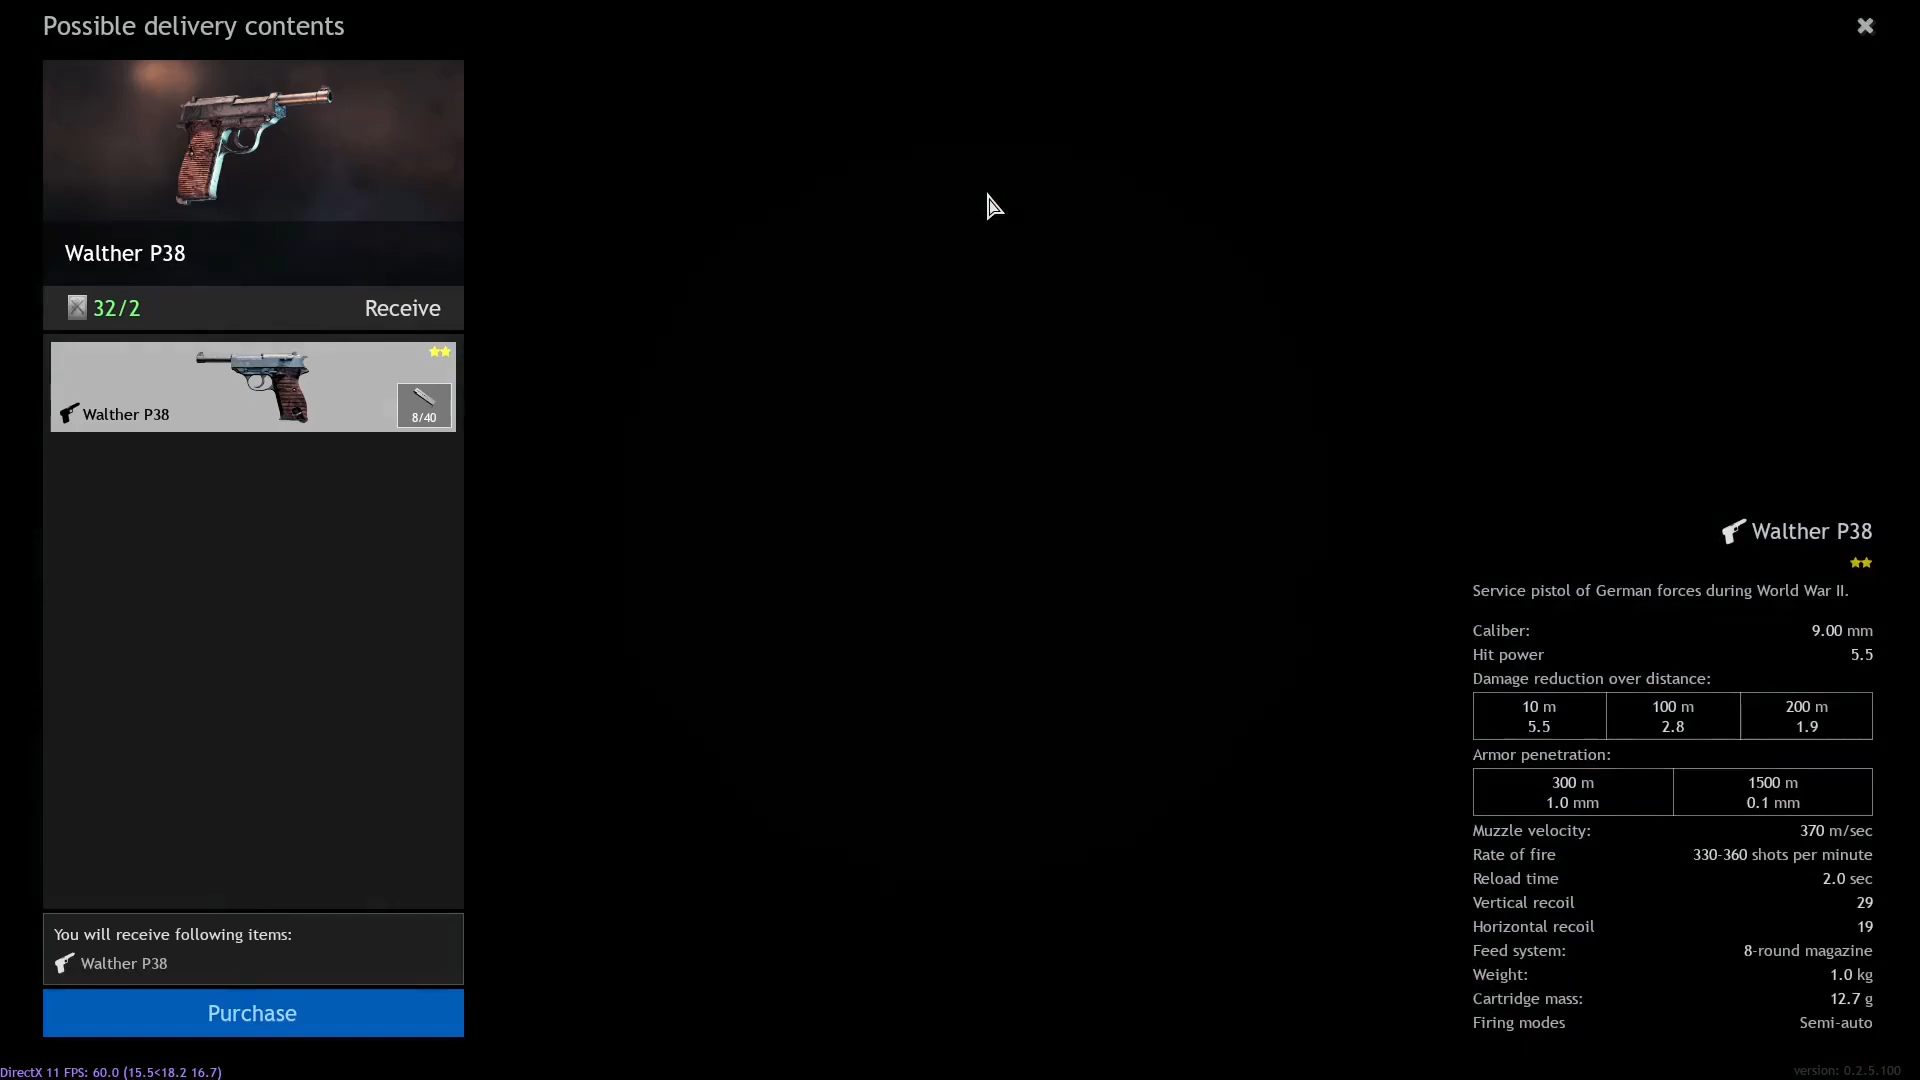 Possible delivery contents
Walther P38
32/2 Receive
Walther P38
8/40
You will receive following items:
Walther P38
Purchase
Walther P38
Service pistol of German forces during World War II.
Caliber: 9.00 mm
Hit power 5.5
Damage reduction over distance:
10 m 100 m 200 m
5.5 2.8 1.9
Armor penetration:
300 m 1500 m
1.0 mm 0.1 mm
Muzzle velocity: 370 m/sec
Rate of fire 330-360 shots per minute
Reload time 2.0 sec
Vertical recoil 29
Horizontal recoil 19
Feed system: 8-round magazine
Weight: 1.0 kg
Cartridge mass: 12.7 g
Firing modes Semi-auto
DirectX 11 FPS: 60.0 (15.5<18.2 16.7)
version: 0.2.5.100